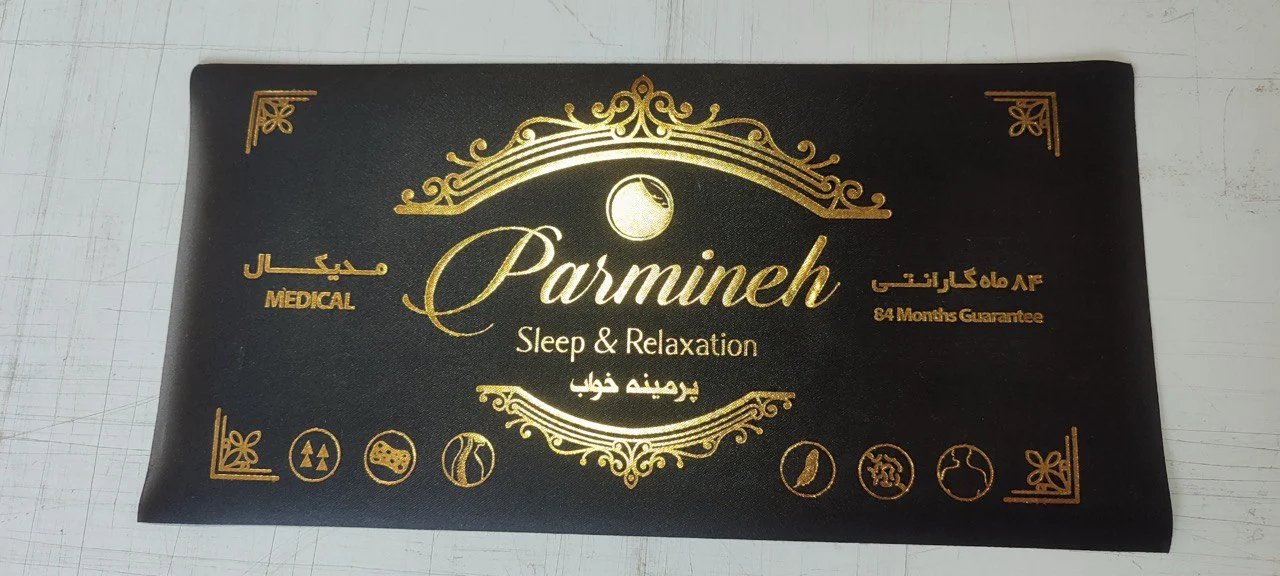 Parmineh
Sleep & Relaxation
پرمینه خواب
مدیکال
MEDICAL
۸۴ ماه گارانتی
84 Months Guarantee